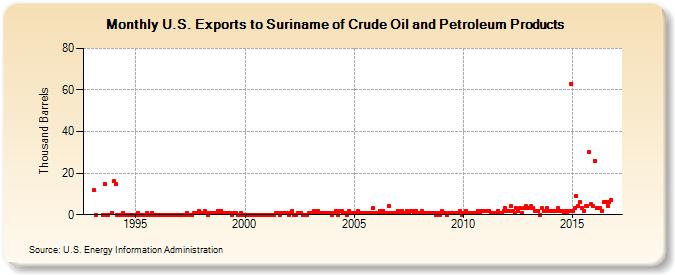 Monthly U.S. Exports to Suriname of Crude Oil and Petroleum Products
Thousand Barrels
80
60
40
20
0
1995 2000 2005 2010 2015
Source: U.S. Energy Information Administration